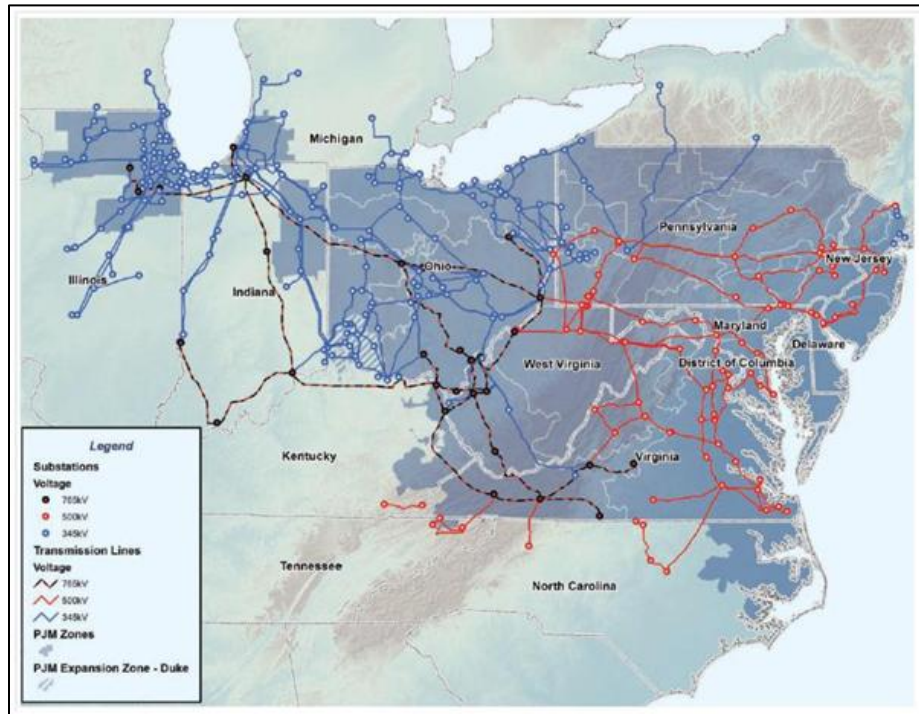 Michigan
Pennsylvania
Ohio
New Jersey
Illinois
Indiana
Maryland
Delaware
West Virginia
District of Columbia
Kentucky
Virginia
Tennessee
North Carolina
Legend
Substations
Voltage
765kV
500kV
345kV
Transmission Lines
Voltage
765kV
500kV
345kV
PJM Zones
PJM Expansion Zone - Duke